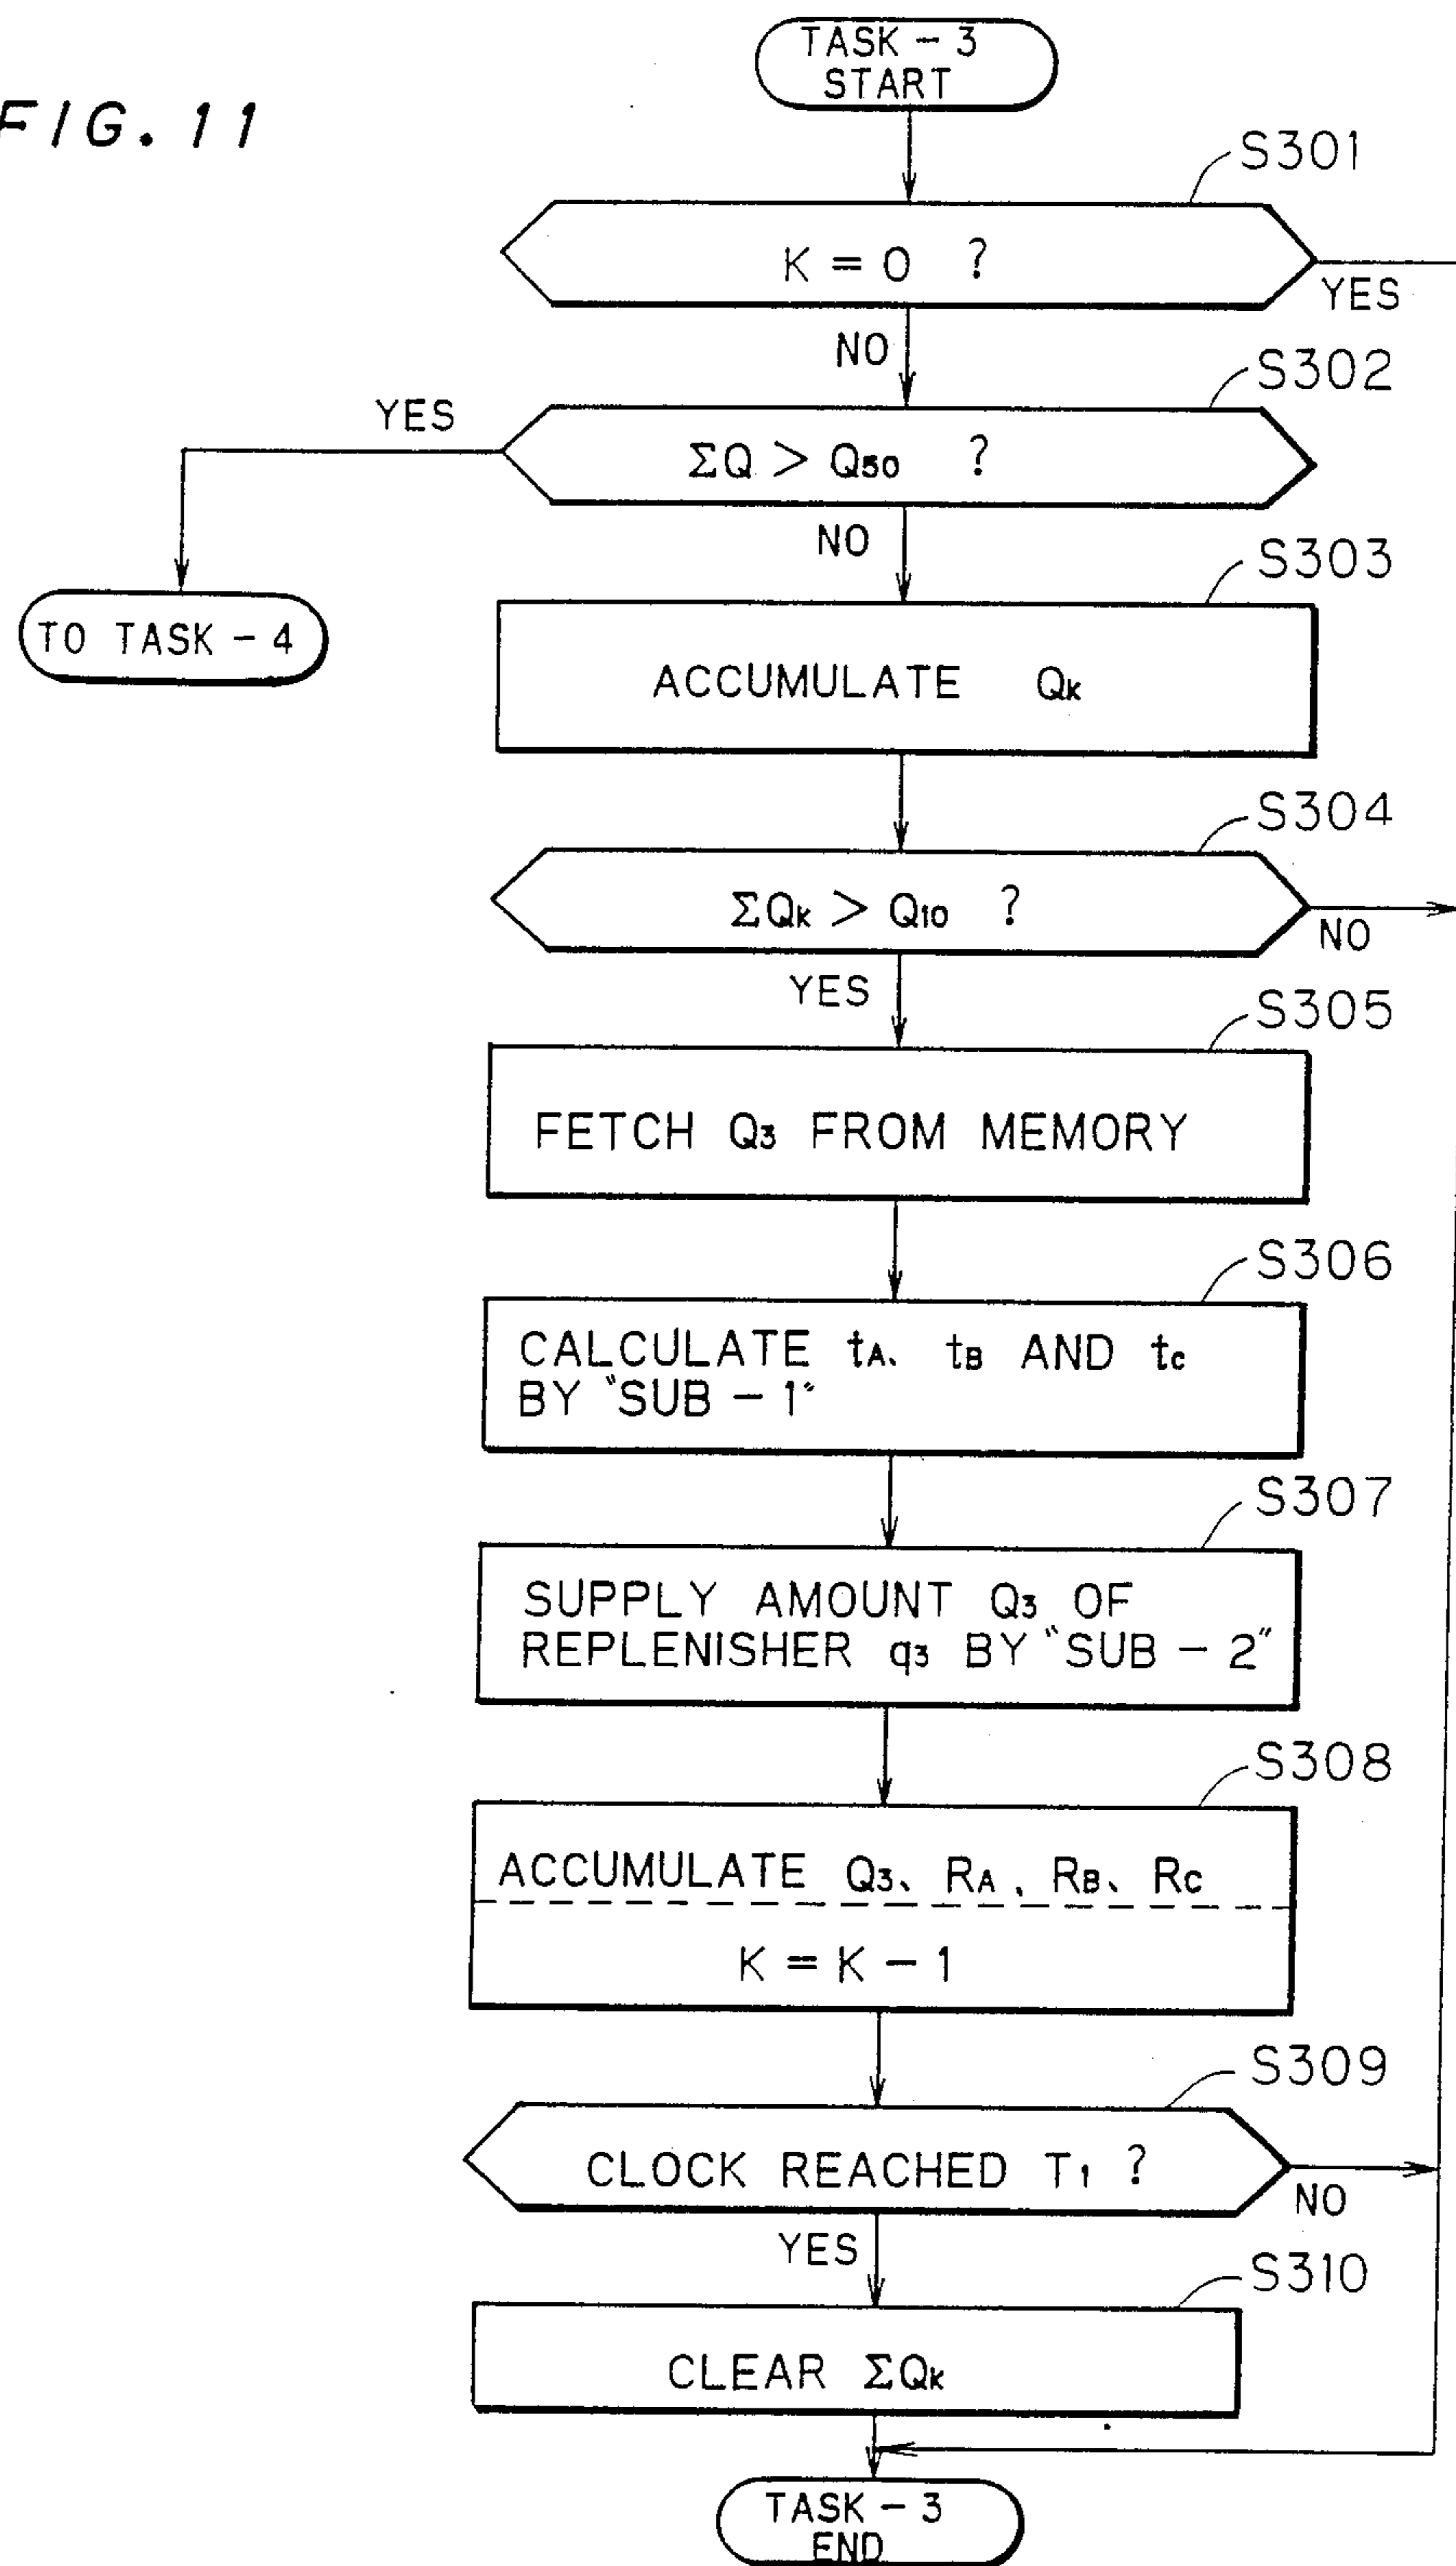 FIG. 11
TASK - 3
START
S301
K = 0 ?
YES
NO
S302
YES
ΣQ > Q50 ?
NO
TO TASK - 4
S303
ACCUMULATE Qk
S304
ΣQk > Q10 ?
NO
YES
S305
FETCH Q3 FROM MEMORY
S306
CALCULATE tA、 tB AND tC
BY "SUB - 1"
S307
SUPPLY AMOUNT Q3 OF
REPLENISHER q3 BY "SUB - 2"
S308
ACCUMULATE Q3、 RA , RB、 RC
K = K - 1
S309
CLOCK REACHED T1 ?
NO
YES
S310
CLEAR ΣQk
TASK - 3
END